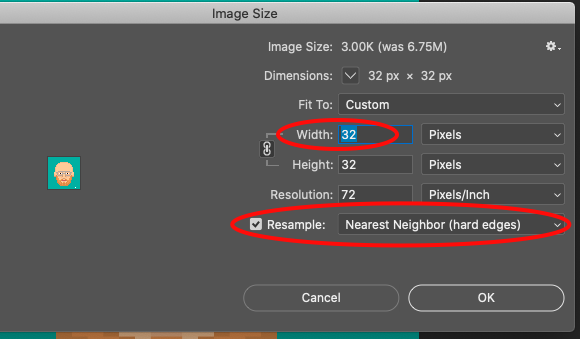 Image Size
Image Size: 3.00K (was 6.75M)
Dimensions: 32 px × 32 px
Fit To: Custom
Width: 32 Pixels
Height: 32 Pixels
Resolution: 72 Pixels/Inch
Resample: Nearest Neighbor (hard edges)
Cancel OK